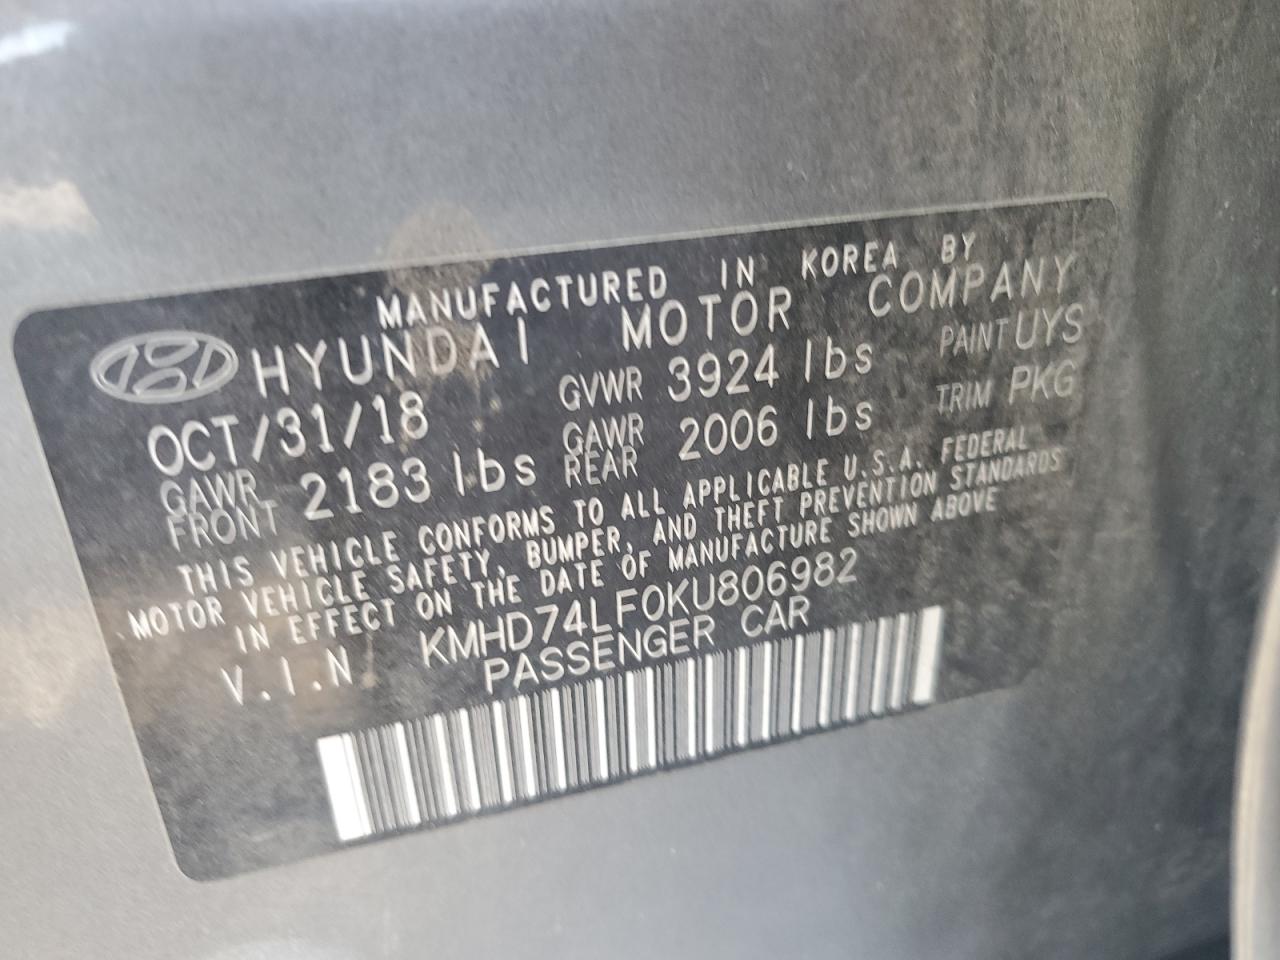 MANUFACTURED IN KOREA BY
HYUNDAI MOTOR COMPANY
OCT/31/18 GVWR 3924 lbs PAINT UYS
GAWR FRONT 2183 lbs GAWR REAR 2006 lbs TRIM PKG
THIS VEHICLE CONFORMS TO ALL APPLICABLE U.S.A. FEDERAL
MOTOR VEHICLE SAFETY, BUMPER, AND THEFT PREVENTION STANDARDS
IN EFFECT ON THE DATE OF MANUFACTURE SHOWN ABOVE
V.I.N KMHD74LF0KU806982
PASSENGER CAR